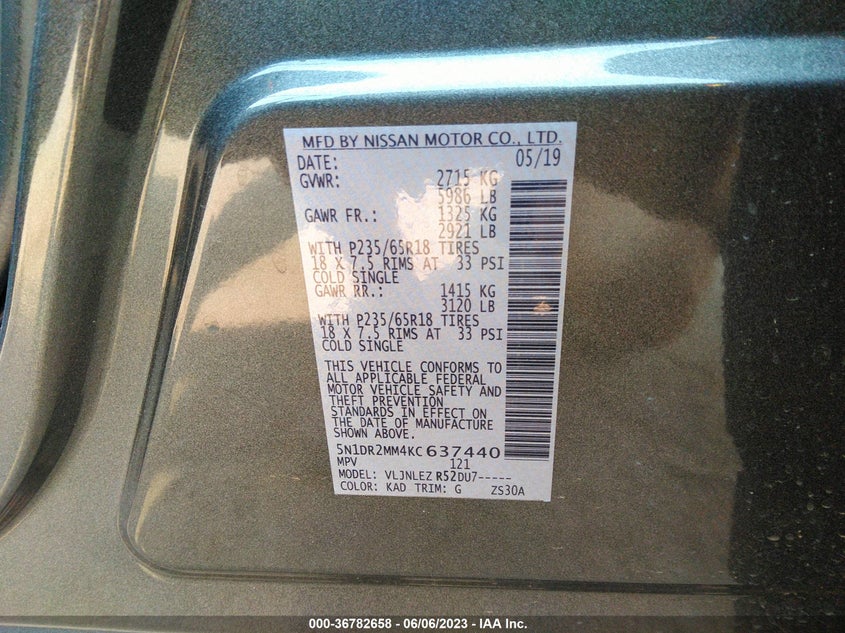 MFD BY NISSAN MOTOR CO., LTD.
DATE: 05/19
GVWR: 2715 KG
5986 LB
GAWR FR.: 1325 KG
2921 LB
WITH P235/65R18 TIRES
18 X 7.5 RIMS AT 33 PSI
COLD SINGLE
GAWR RR.: 1415 KG
3120 LB
WITH P235/65R18 TIRES
18 X 7.5 RIMS AT 33 PSI
COLD SINGLE
THIS VEHICLE CONFORMS TO
ALL APPLICABLE FEDERAL
MOTOR VEHICLE SAFETY AND
THEFT PREVENTION
STANDARDS IN EFFECT ON
THE DATE OF MANUFACTURE
SHOWN ABOVE.
5N1DR2MM4KC637440
MPV 121
MODEL: VLJNLEZ R52DU7-----
COLOR: KAD TRIM: G ZS30A
000-36782658 - 06/06/2023 - IAA Inc.